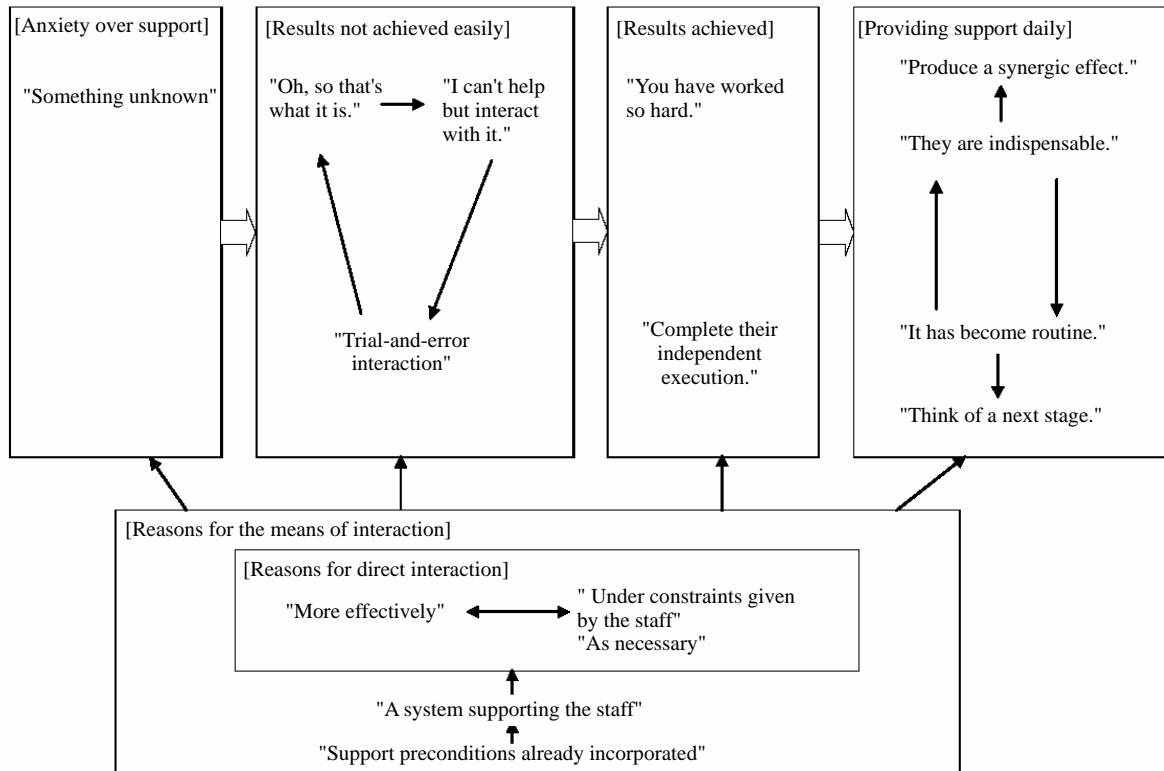 [Anxiety over support]
"Something unknown"
[Results not achieved easily]
"Oh, so that's
what it is."
"I can't help
but interact
with it."
"Trial-and-error
interaction"
[Results achieved]
"You have worked
so hard."
"Complete their
independent
execution."
[Providing support daily]
"Produce a synergic effect."
"They are indispensable."
"It has become routine."
"Think of a next stage."
[Reasons for the means of interaction]
[Reasons for direct interaction]
"More effectively"
" Under constraints given
by the staff"
"As necessary"
"A system supporting the staff"
"Support preconditions already incorporated"